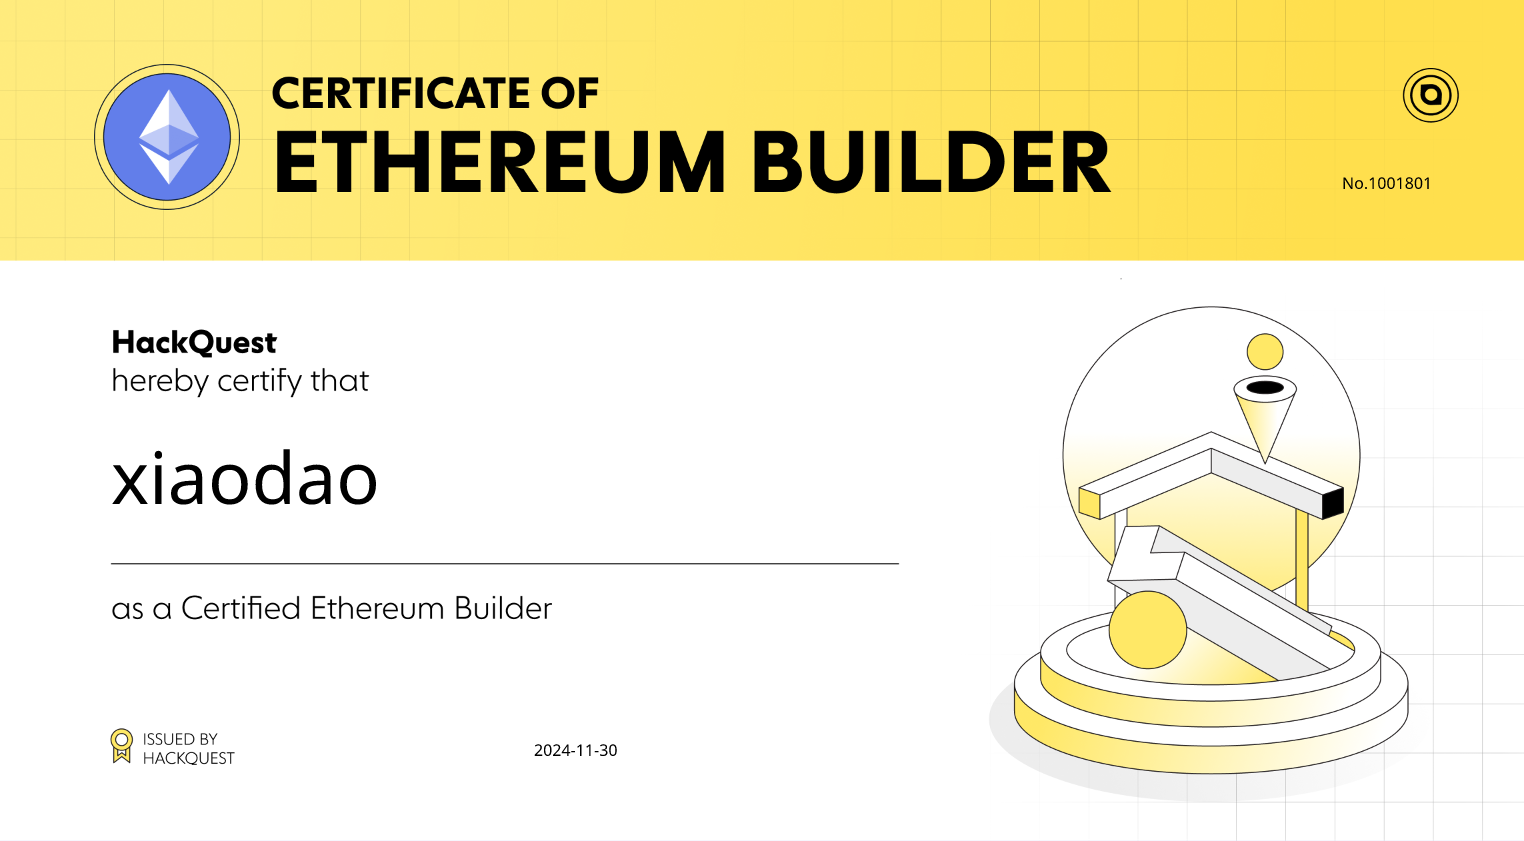 CERTIFICATE OF
ETHEREUM BUILDER
No.1001801
HackQuest
hereby certify that
xiaodao
as a Certified Ethereum Builder
ISSUED BY
HACKQUEST
2024-11-30